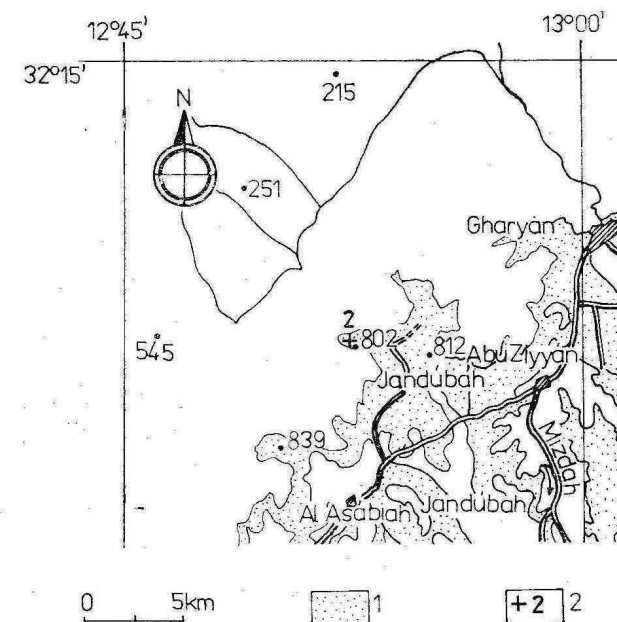 12°45'
13°00'
32°15'
215
N
251
Gharyan
2
+802
545
812
Abu Ziyyan
Jandubah
Mizdah
839
Jandubah
Al Asabiah
0 5km
1
+2 2